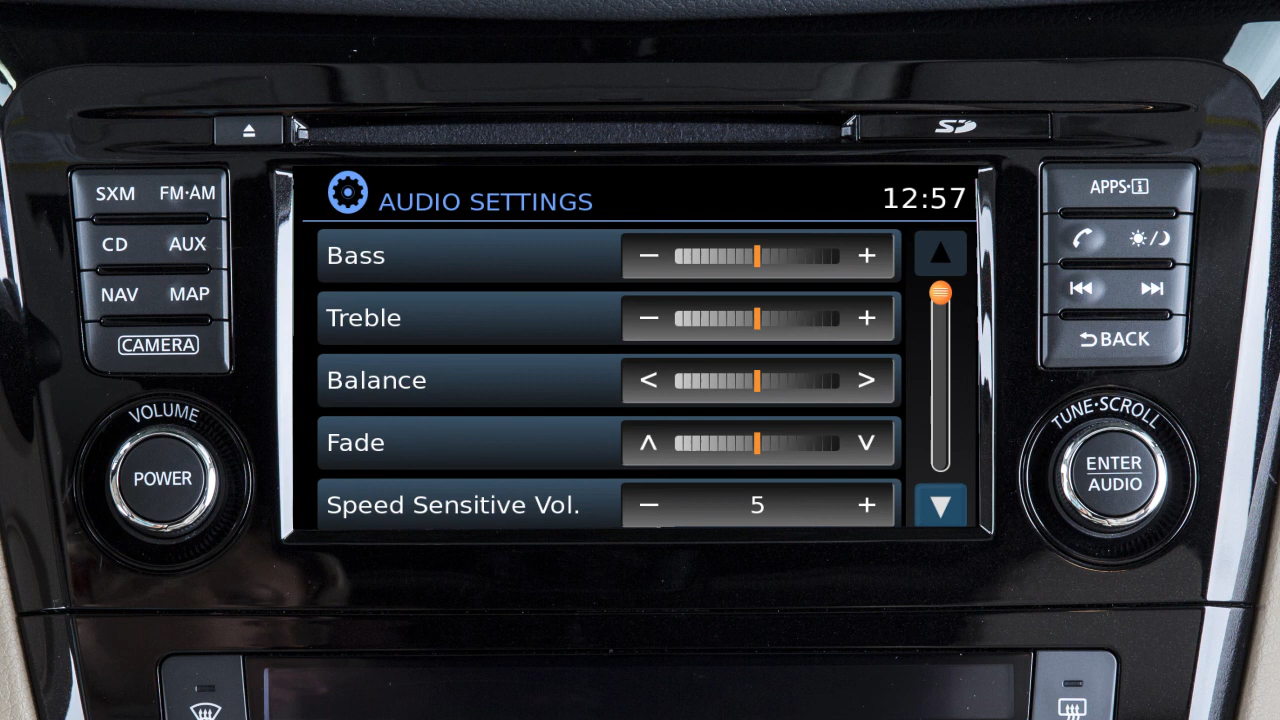 SD
SXM FM·AM
CD AUX
NAV MAP
CAMERA
VOLUME
POWER
AUDIO SETTINGS 12:57
Bass − +
Treble − +
Balance < >
Fade
Speed Sensitive Vol. − 5 +
APPS·i
BACK
TUNE·SCROLL
ENTER
AUDIO